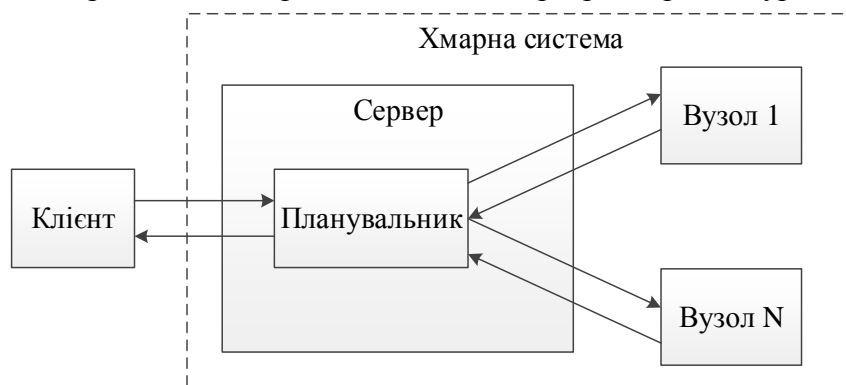 Хмарна система
Сервер
Вузол 1
Клієнт
Планувальник
Вузол N